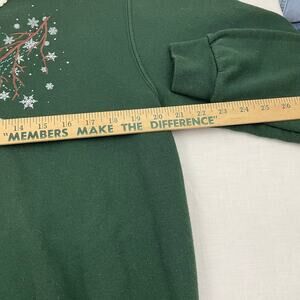 14 15 16 17 18 19 20 21 22 23 24 25 26
"MEMBERS MAKE THE DIFFERENCE"